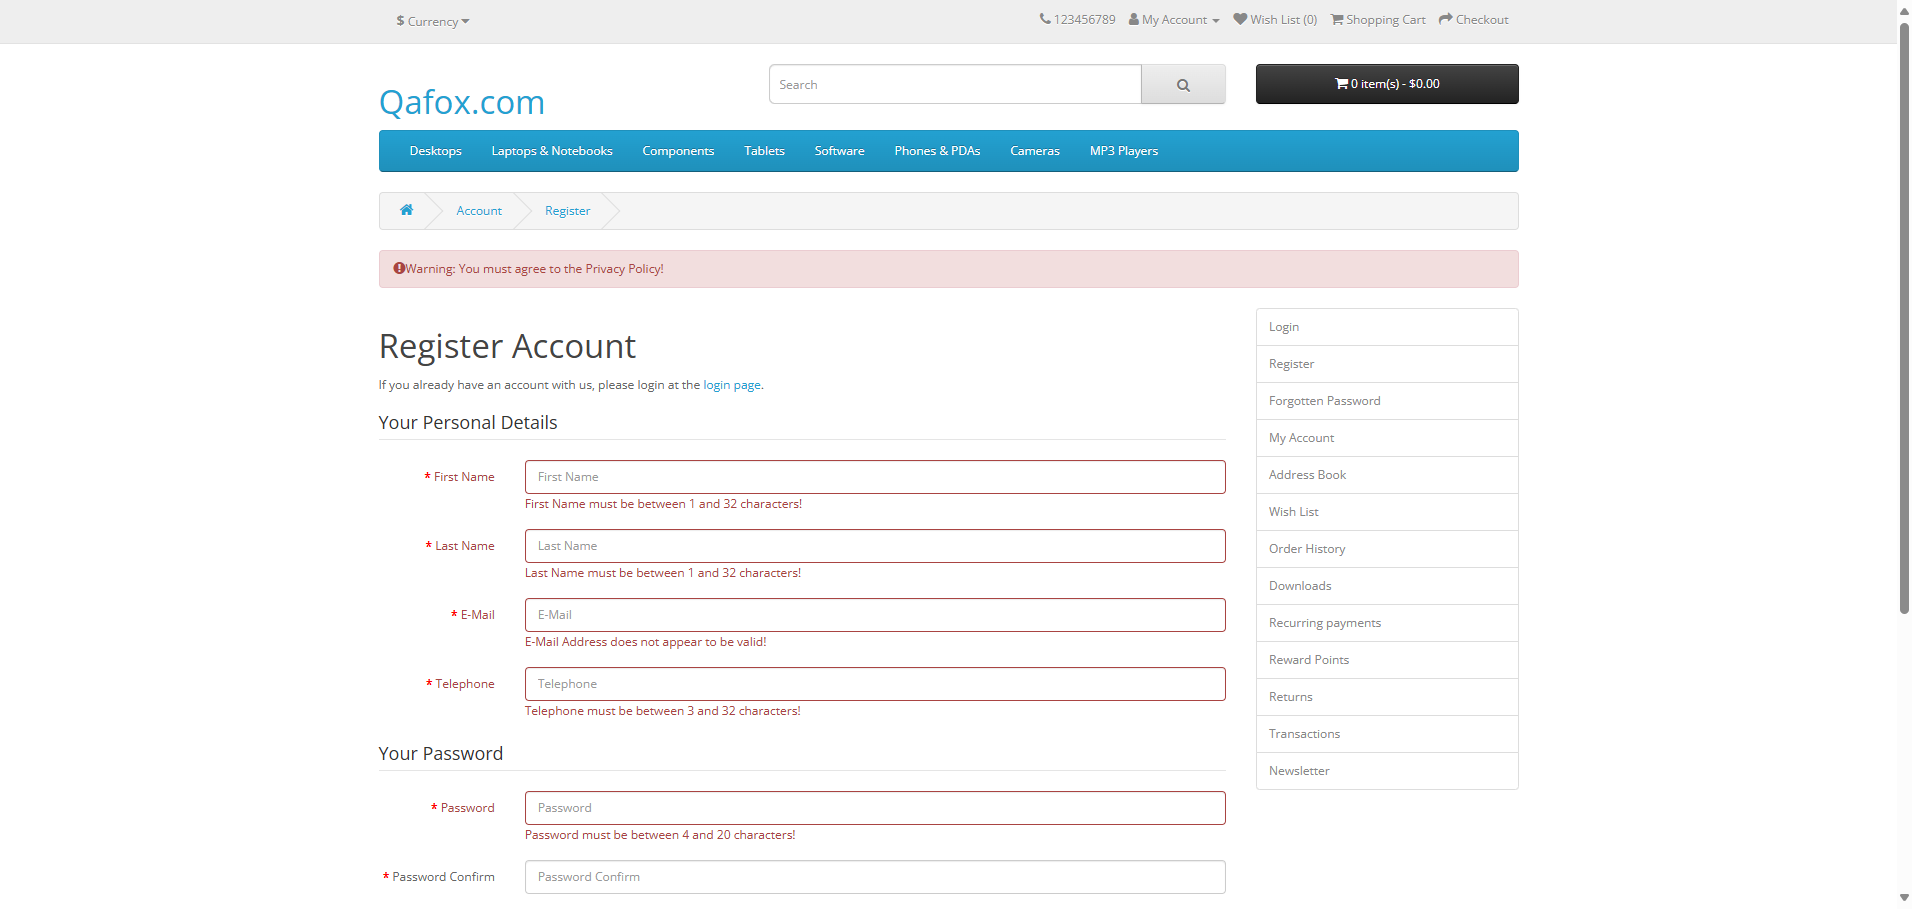 $ Currency
123456789 My Account Wish List (0) Shopping Cart Checkout
Qafox.com
Search
0 item(s) - $0.00
Desktops Laptops & Notebooks Components Tablets Software Phones & PDAs Cameras MP3 Players
Account Register
Warning: You must agree to the Privacy Policy!
Register Account
If you already have an account with us, please login at the login page.
Your Personal Details
* First Name
First Name
First Name must be between 1 and 32 characters!
* Last Name
Last Name
Last Name must be between 1 and 32 characters!
* E-Mail
E-Mail
E-Mail Address does not appear to be valid!
* Telephone
Telephone
Telephone must be between 3 and 32 characters!
Your Password
* Password
Password
Password must be between 4 and 20 characters!
* Password Confirm
Password Confirm
Login
Register
Forgotten Password
My Account
Address Book
Wish List
Order History
Downloads
Recurring payments
Reward Points
Returns
Transactions
Newsletter